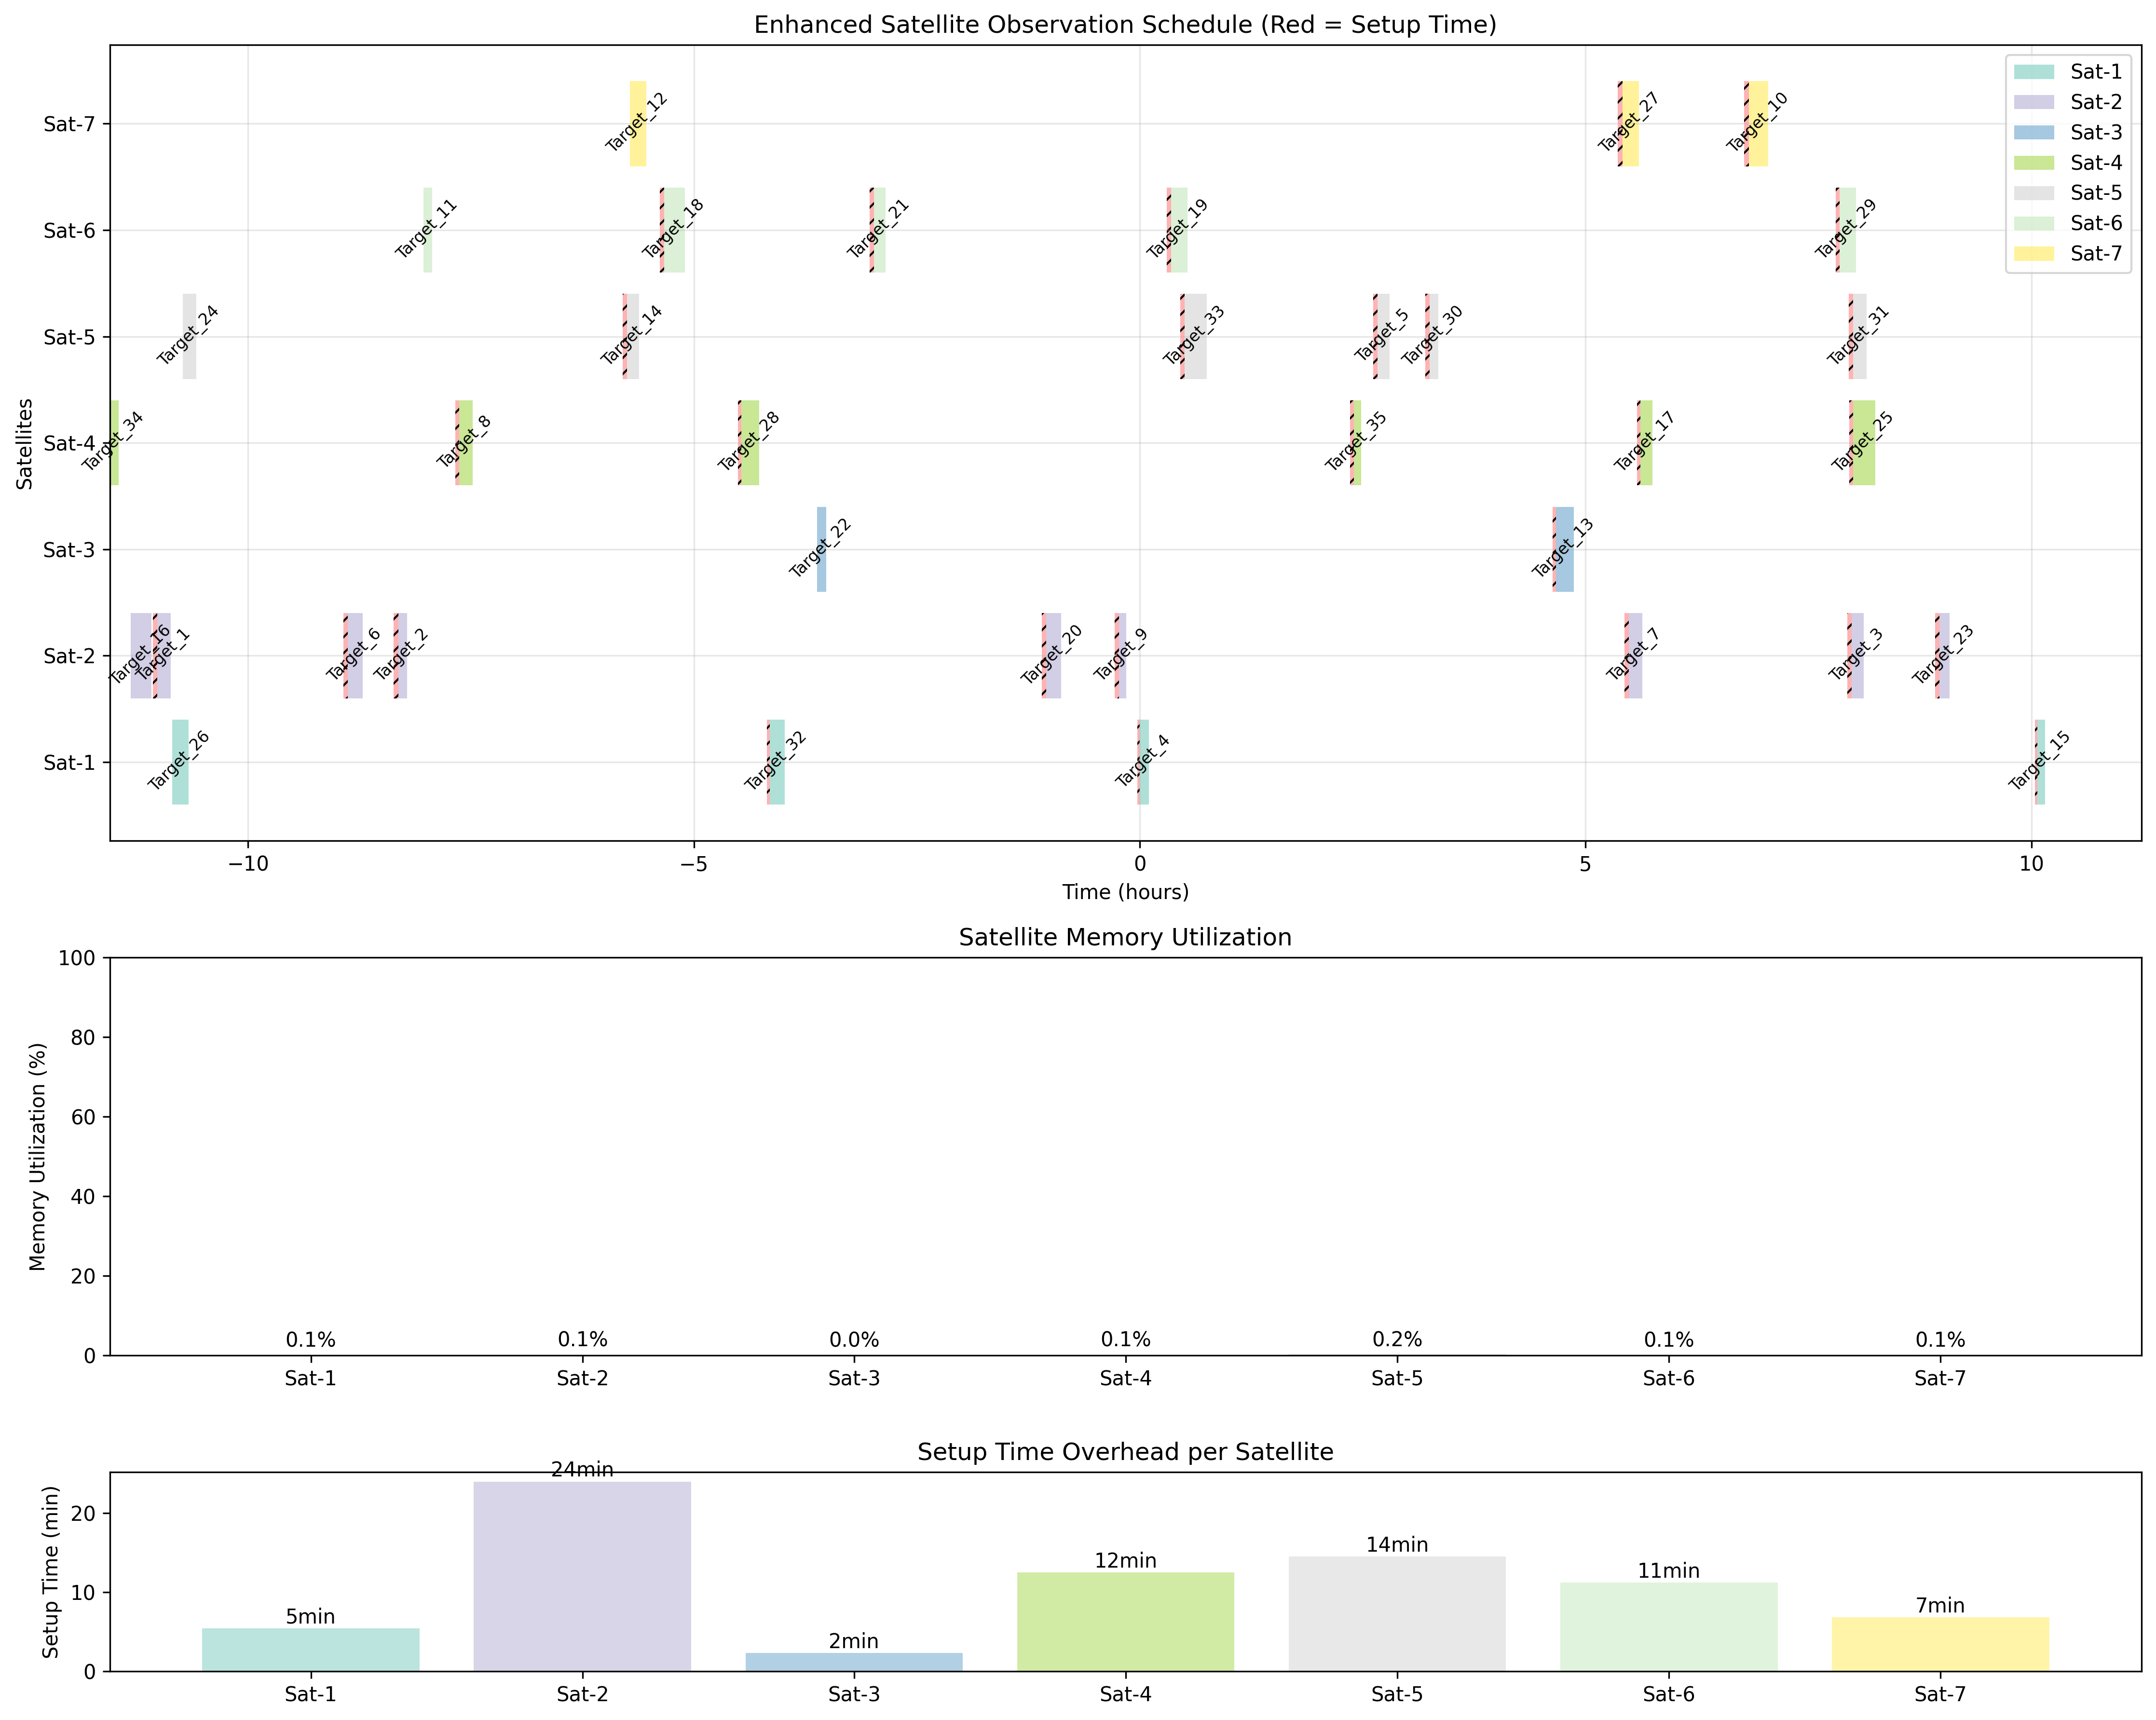 Enhanced Satellite Observation Schedule (Red = Setup Time)
Satellites
Sat-7
Target_12
Target_27
Target_10
Sat-6
Target_11
Target_18
Target_21
Target_19
Target_29
Sat-5
Target_24
Target_14
Target_33
Target_5
Target_30
Target_31
Sat-4
Target_34
Target_8
Target_28
Target_35
Target_17
Target_25
Sat-3
Target_22
Target_13
Sat-2
Target_16
Target_1
Target_6
Target_2
Target_20
Target_9
Target_7
Target_3
Target_23
Sat-1
Target_26
Target_32
Target_4
Target_15
Sat-1
Sat-2
Sat-3
Sat-4
Sat-5
Sat-6
Sat-7
−10 −5 0 5 10
Time (hours)
Satellite Memory Utilization
Memory Utilization (%)
100
80
60
40
20
0
0.1% 0.1% 0.0% 0.1% 0.2% 0.1% 0.1%
Sat-1 Sat-2 Sat-3 Sat-4 Sat-5 Sat-6 Sat-7
Setup Time Overhead per Satellite
Setup Time (min)
20
10
0
5min 24min 2min 12min 14min 11min 7min
Sat-1 Sat-2 Sat-3 Sat-4 Sat-5 Sat-6 Sat-7